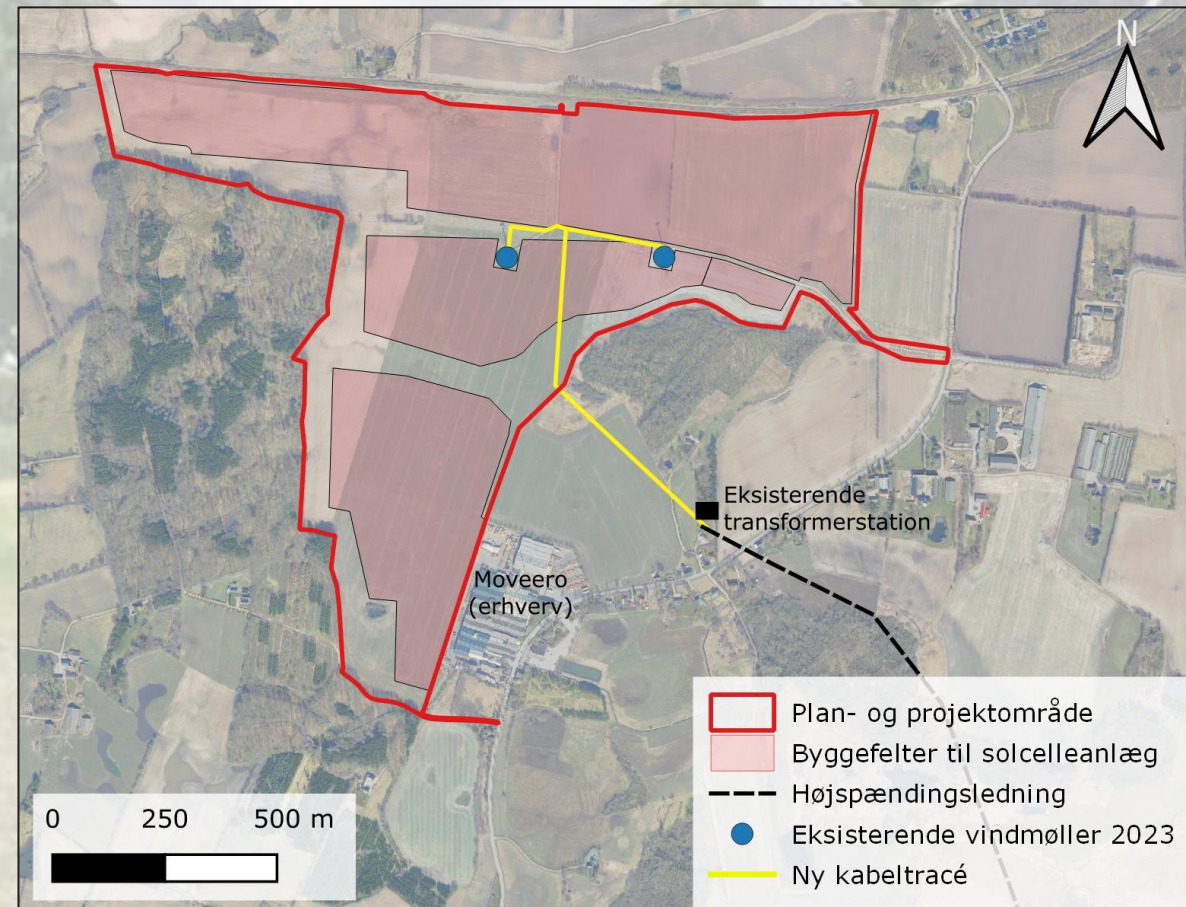 N
Eksisterende
transformerstation
Moveero
(erhverv)
Plan- og projektområde
Byggefelter til solcelleanlæg
Højspændingsledning
Eksisterende vindmøller 2023
Ny kabeltracé
0 250 500 m